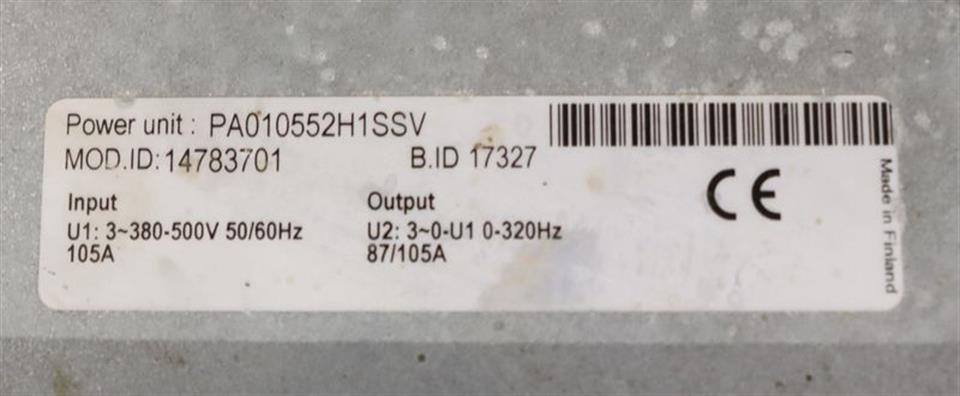 Power unit : PA010552H1SSV
MOD.ID: 14783701 B.ID 17327
Input
U1: 3~380-500V 50/60Hz
105A
Output
U2: 3~0-U1 0-320Hz
87/105A
CE
Made in Finland